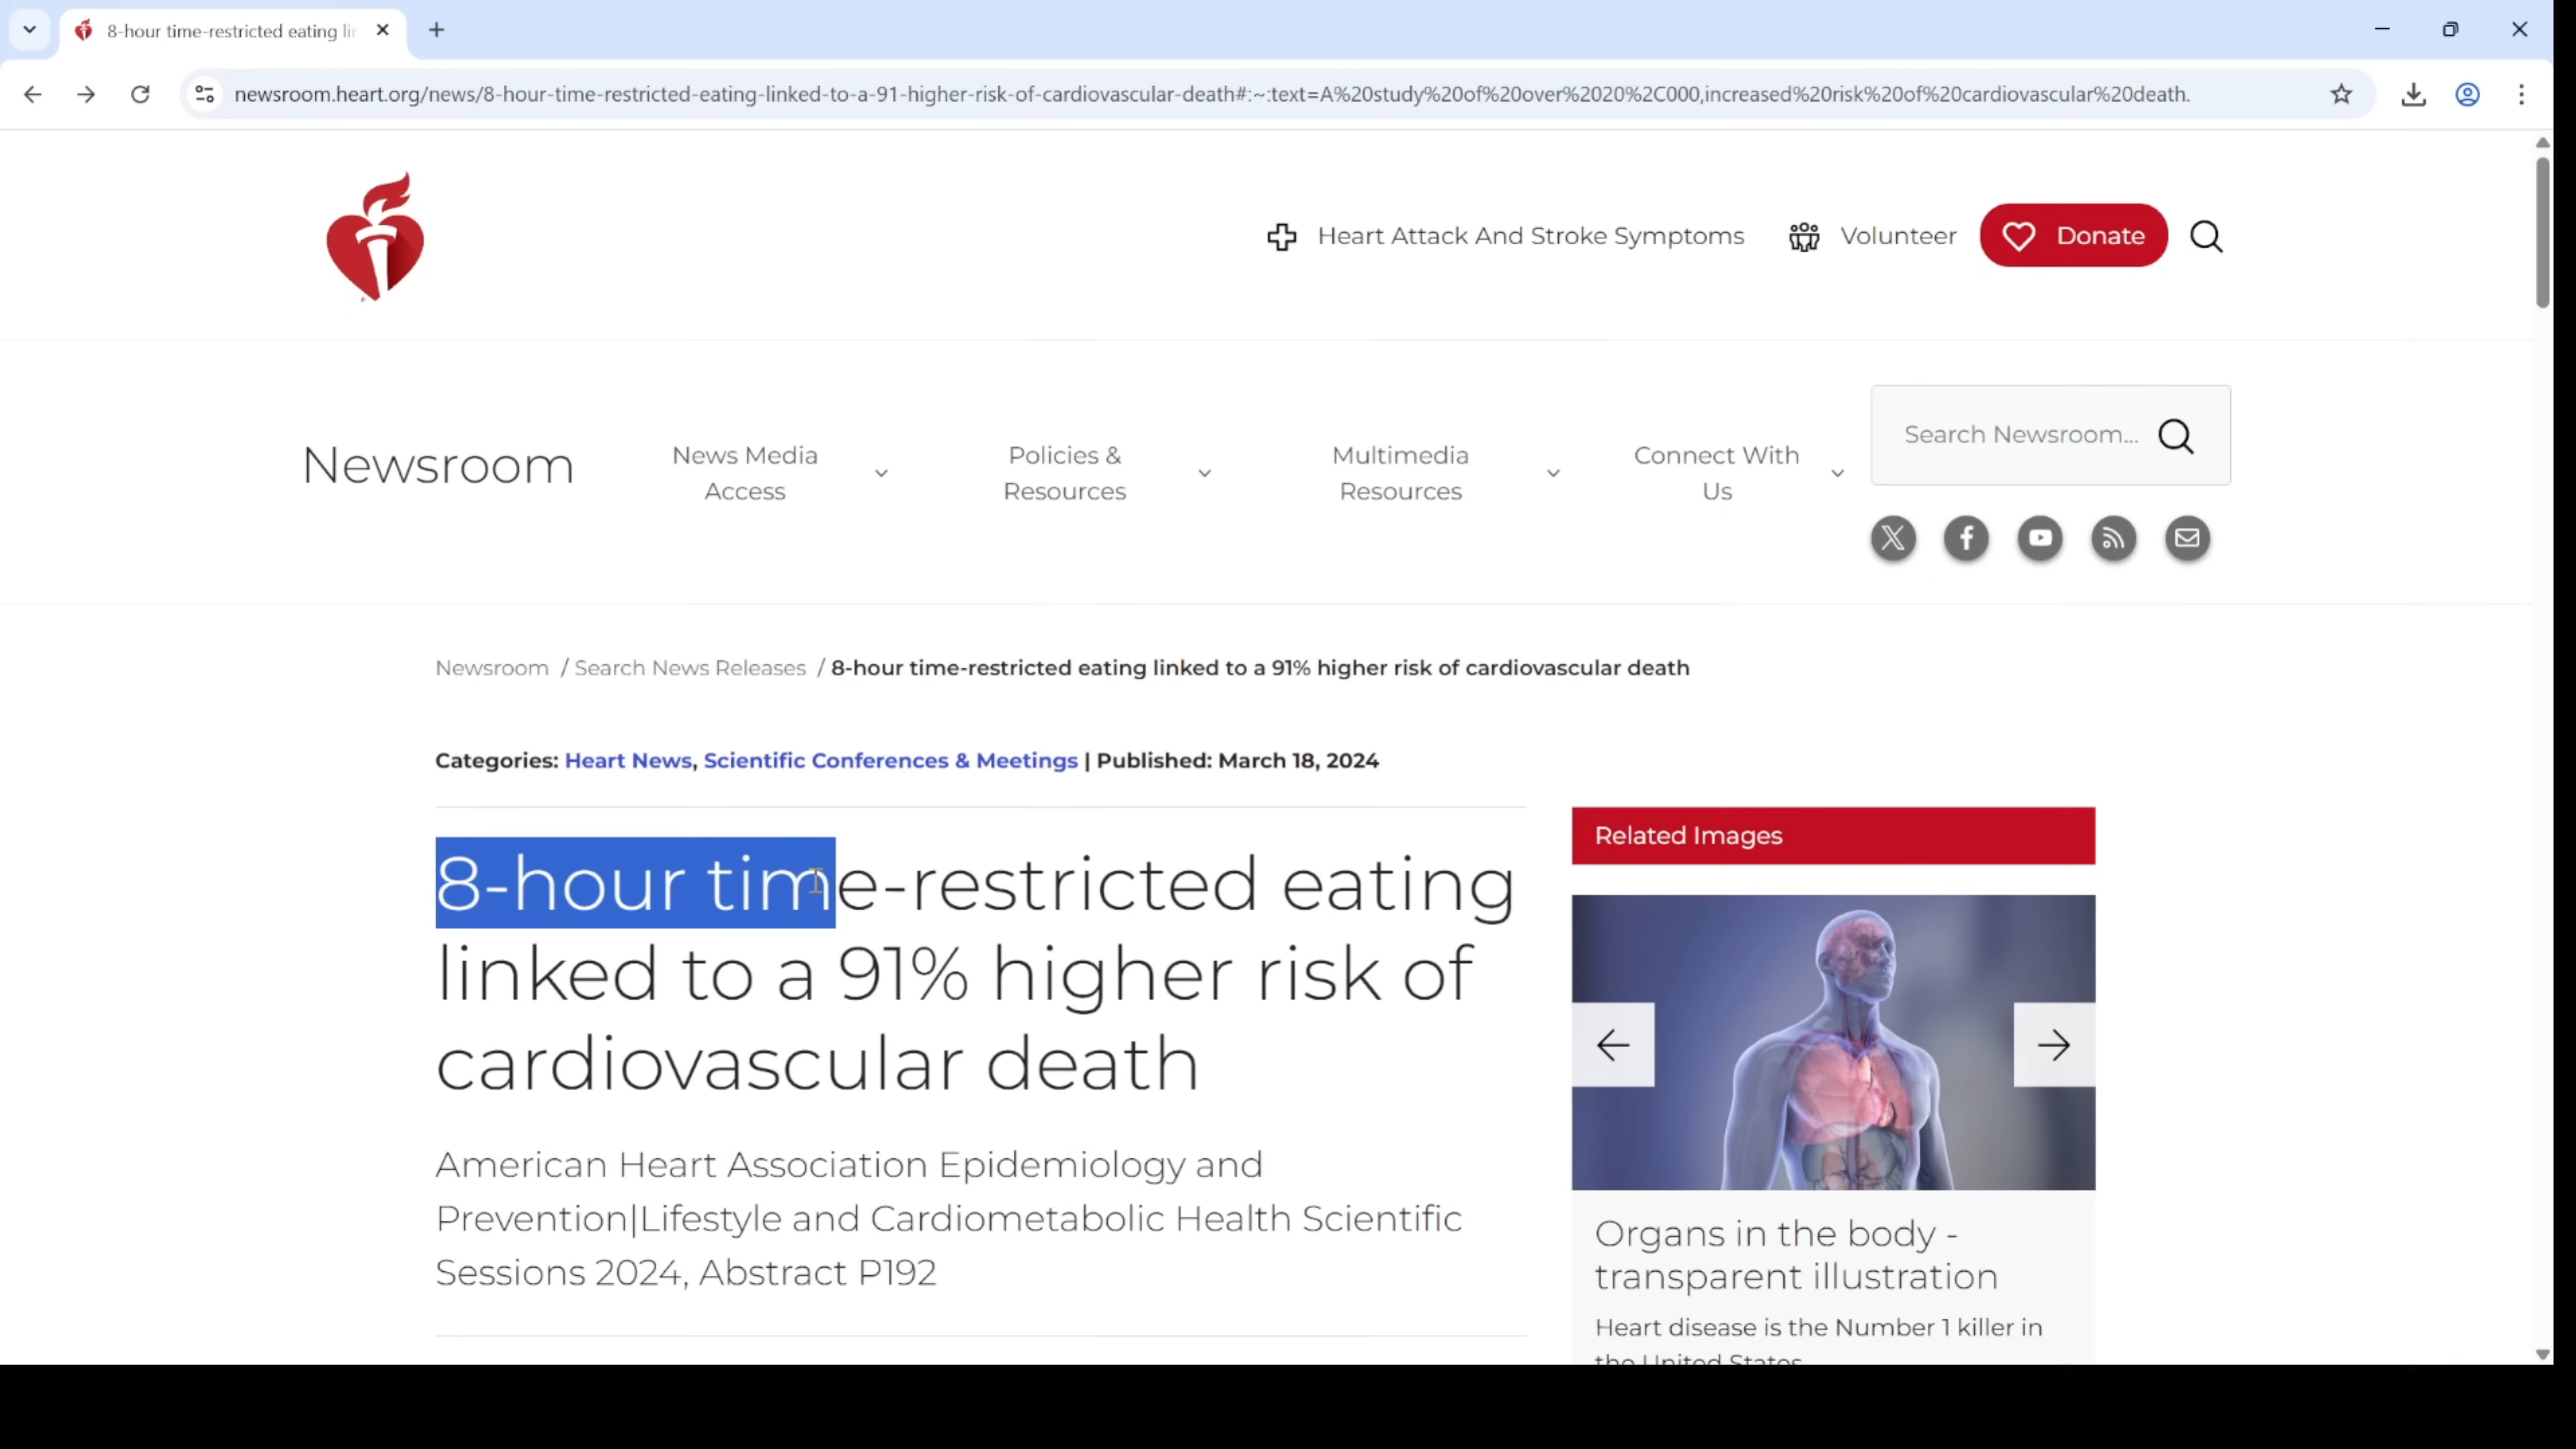 8-hour time-restricted eating li
newsroom.heart.org/news/8-hour-time-restricted-eating-linked-to-a-91-higher-risk-of-cardiovascular-death#:~:text=A%20study%20of%20over%2020%2C000,increased%20risk%20of%20cardiovascular%20death.
Heart Attack And Stroke Symptoms
Volunteer
Donate
Newsroom
News Media
Access
Policies &
Resources
Multimedia
Resources
Connect With
Us
Search Newsroom...
Newsroom / Search News Releases / 8-hour time-restricted eating linked to a 91% higher risk of cardiovascular death
Categories: Heart News, Scientific Conferences & Meetings | Published: March 18, 2024
8-hour time-restricted eating
linked to a 91% higher risk of
cardiovascular death
American Heart Association Epidemiology and
Prevention|Lifestyle and Cardiometabolic Health Scientific
Sessions 2024, Abstract P192
Related Images
Organs in the body -
transparent illustration
Heart disease is the Number 1 killer in
the United States